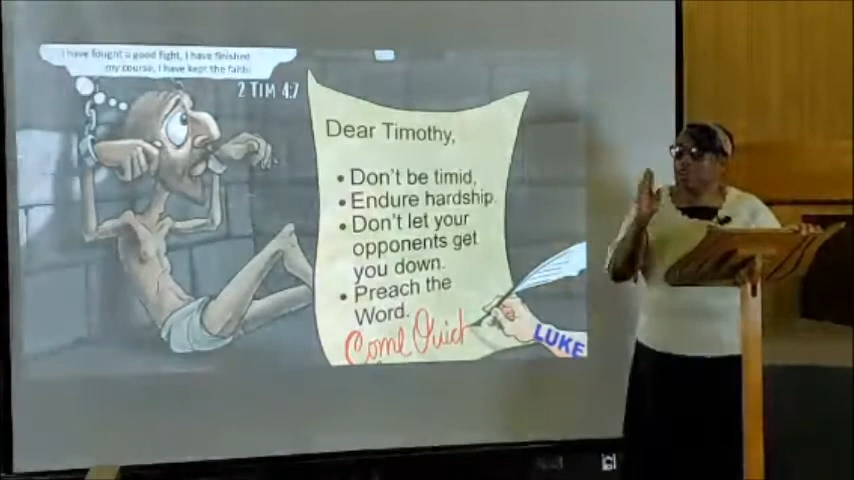 I have fought a good fight, I have finished
my course, I have kept the faith:
2 TIM 4:7
Dear Timothy,
• Don't be timid,
• Endure hardship.
• Don't let your
opponents get
you down.
• Preach the
Word.
Come Quick
LUKE